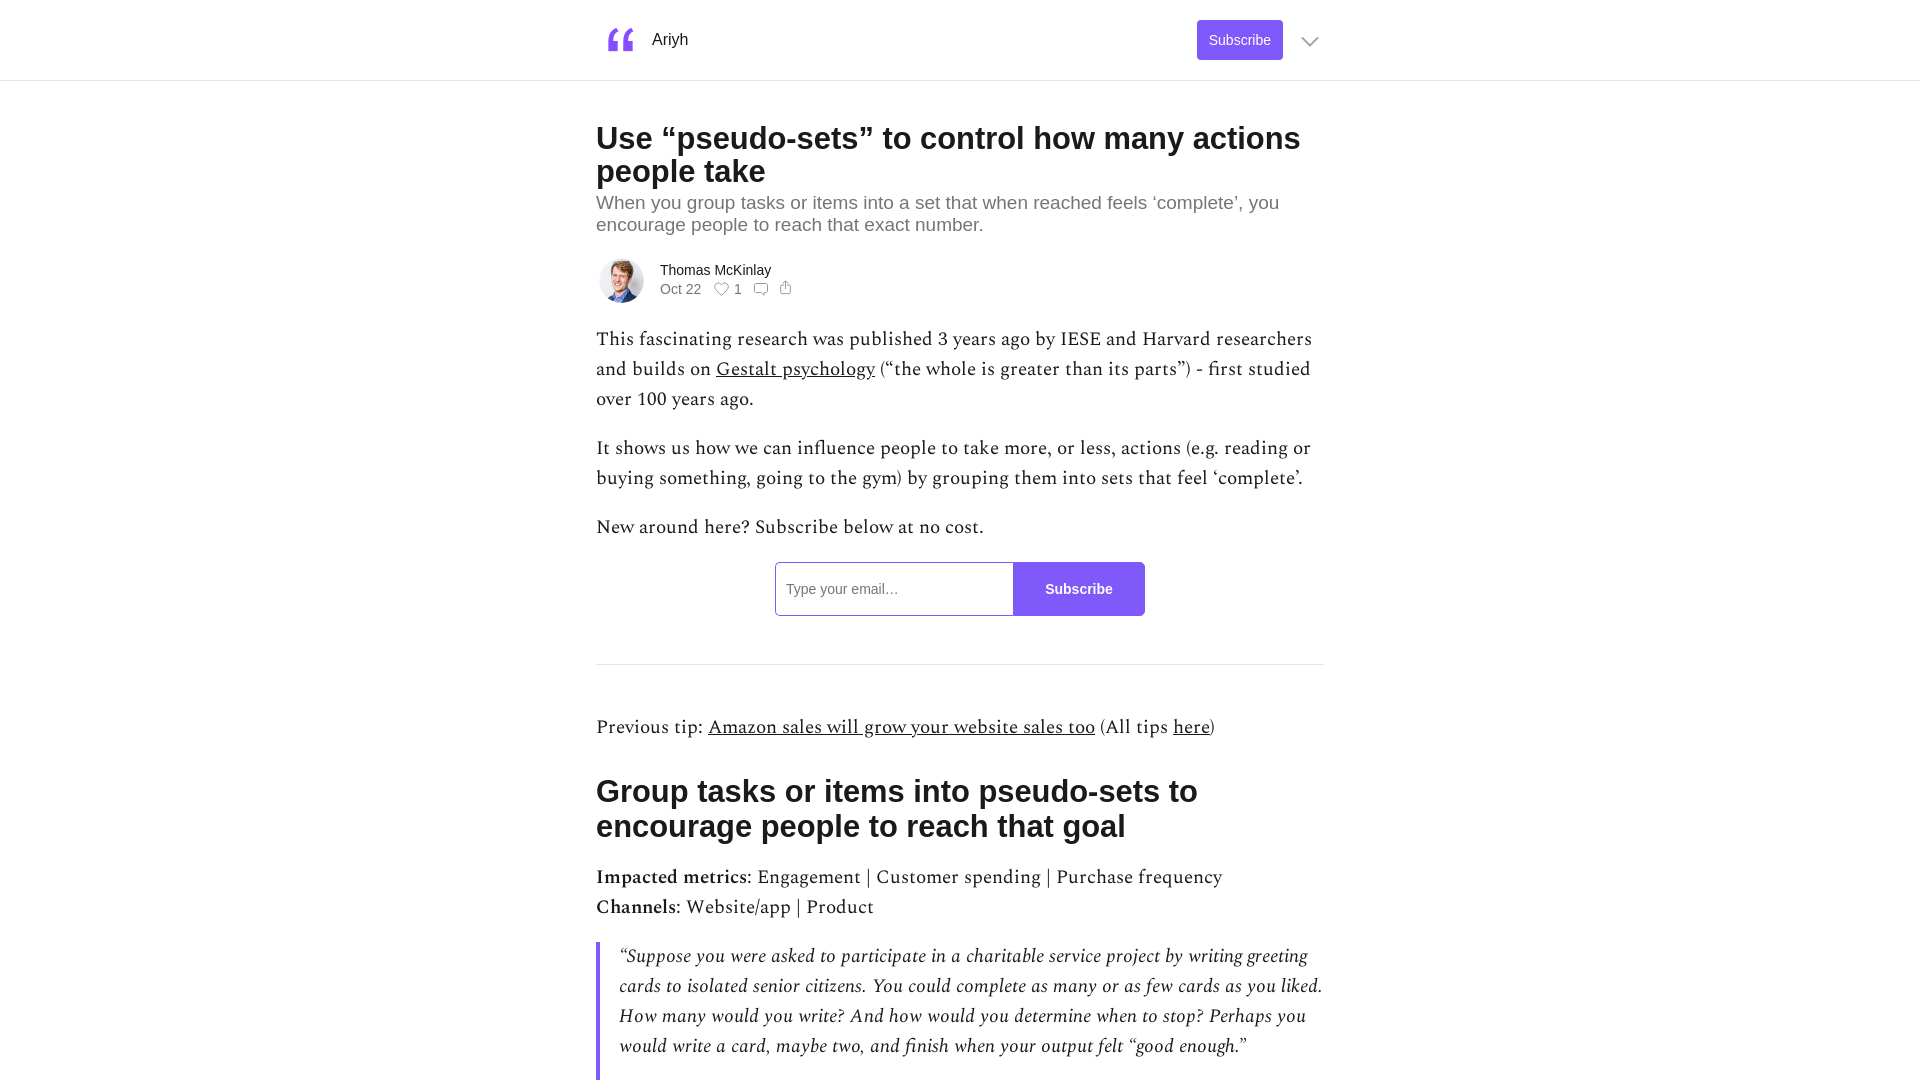 Ariyh
Subscribe
Use “pseudo-sets” to control how many actions
people take
When you group tasks or items into a set that when reached feels ‘complete’, you
encourage people to reach that exact number.
Thomas McKinlay
Oct 22
1
This fascinating research was published 3 years ago by IESE and Harvard researchers
and builds on Gestalt psychology (“the whole is greater than its parts”) - first studied
over 100 years ago.
It shows us how we can influence people to take more, or less, actions (e.g. reading or
buying something, going to the gym) by grouping them into sets that feel ‘complete’.
New around here? Subscribe below at no cost.
Type your email…
Subscribe
Previous tip: Amazon sales will grow your website sales too (All tips here)
Group tasks or items into pseudo-sets to
encourage people to reach that goal
Impacted metrics: Engagement | Customer spending | Purchase frequency
Channels: Website/app | Product
“Suppose you were asked to participate in a charitable service project by writing greeting
cards to isolated senior citizens. You could complete as many or as few cards as you liked.
How many would you write? And how would you determine when to stop? Perhaps you
would write a card, maybe two, and finish when your output felt “good enough.”